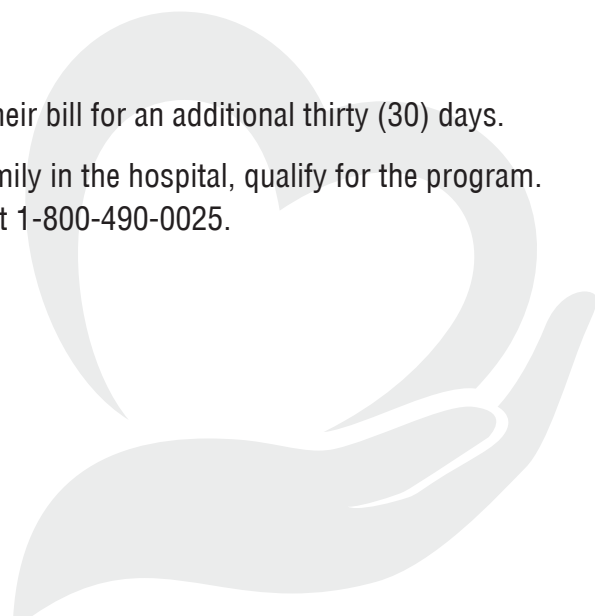 heir bill for an additional thirty (30) days.
mily in the hospital, qualify for the program.
t 1-800-490-0025.